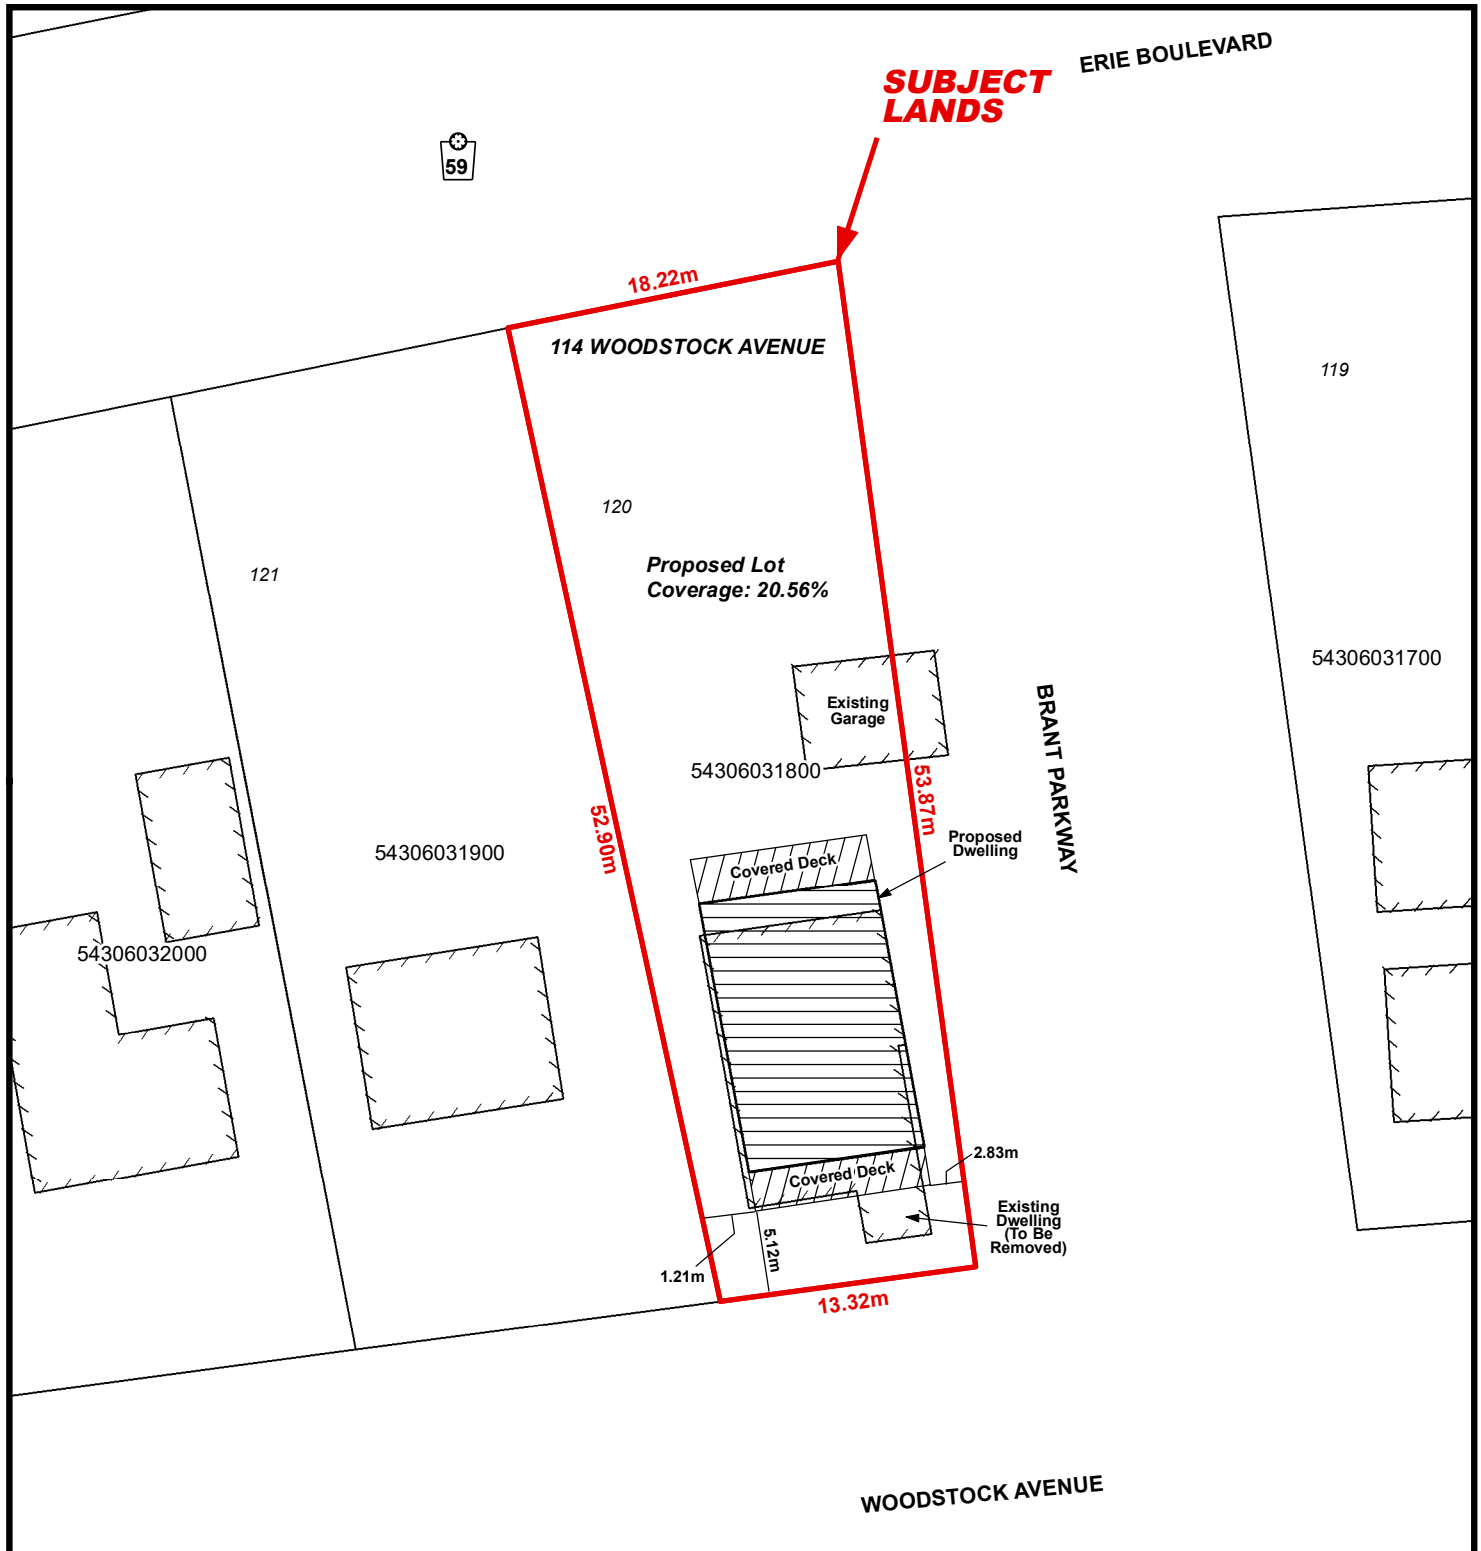 ERIE BOULEVARD
SUBJECT
LANDS
59
18.22m
114 WOODSTOCK AVENUE
119
120
Proposed Lot
Coverage: 20.56%
121
54306031700
Existing
Garage
BRANT PARKWAY
54306031800
53.87m
52.90m
Proposed
Dwelling
54306031900
Covered Deck
54306032000
2.83m
Covered Deck
Existing
Dwelling
(To Be
Removed)
5.12m
1.21m
13.32m
WOODSTOCK AVENUE